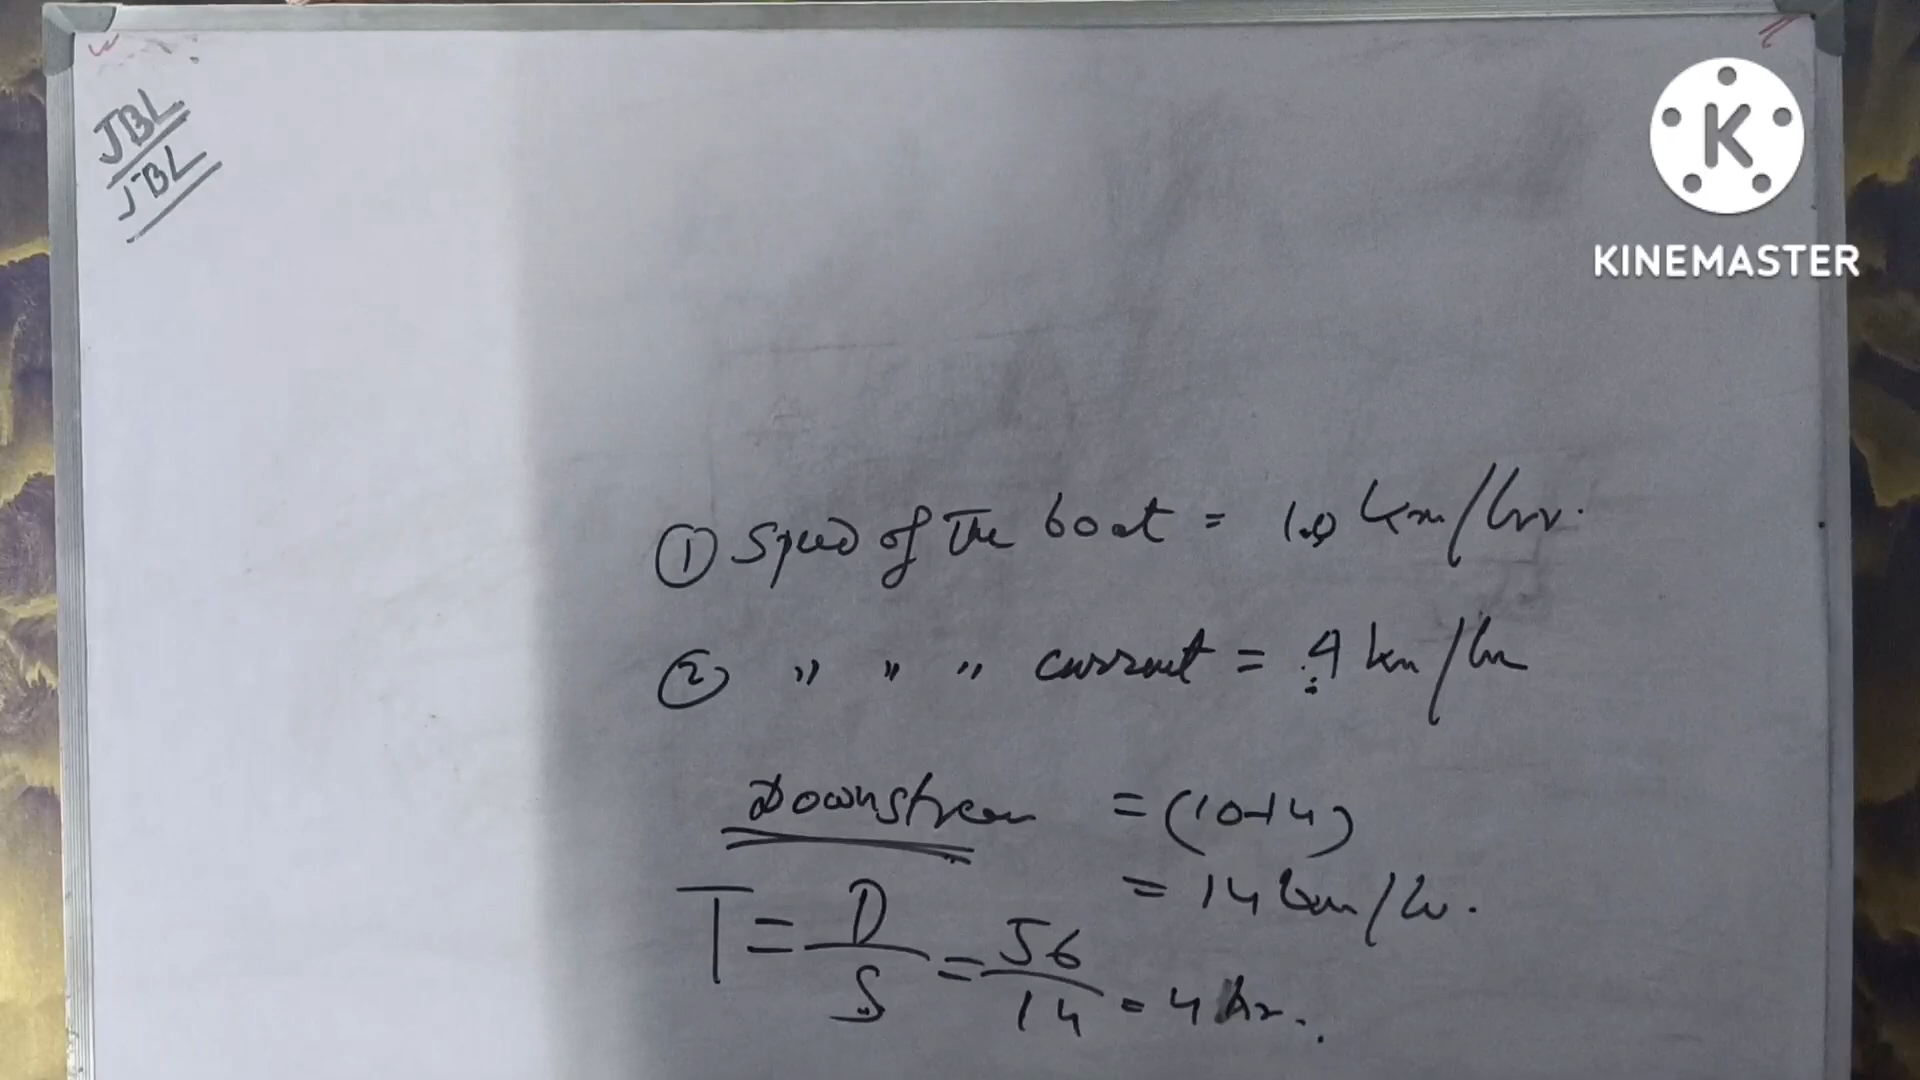 JBL
JBL
KINEMASTER
① Speed of The boat = 10 km/hr.
② " " " current = 4 km/hr
Downstream = (10+4)
= 14 km/hr.
T = D/S = 56/14 = 4 hr.